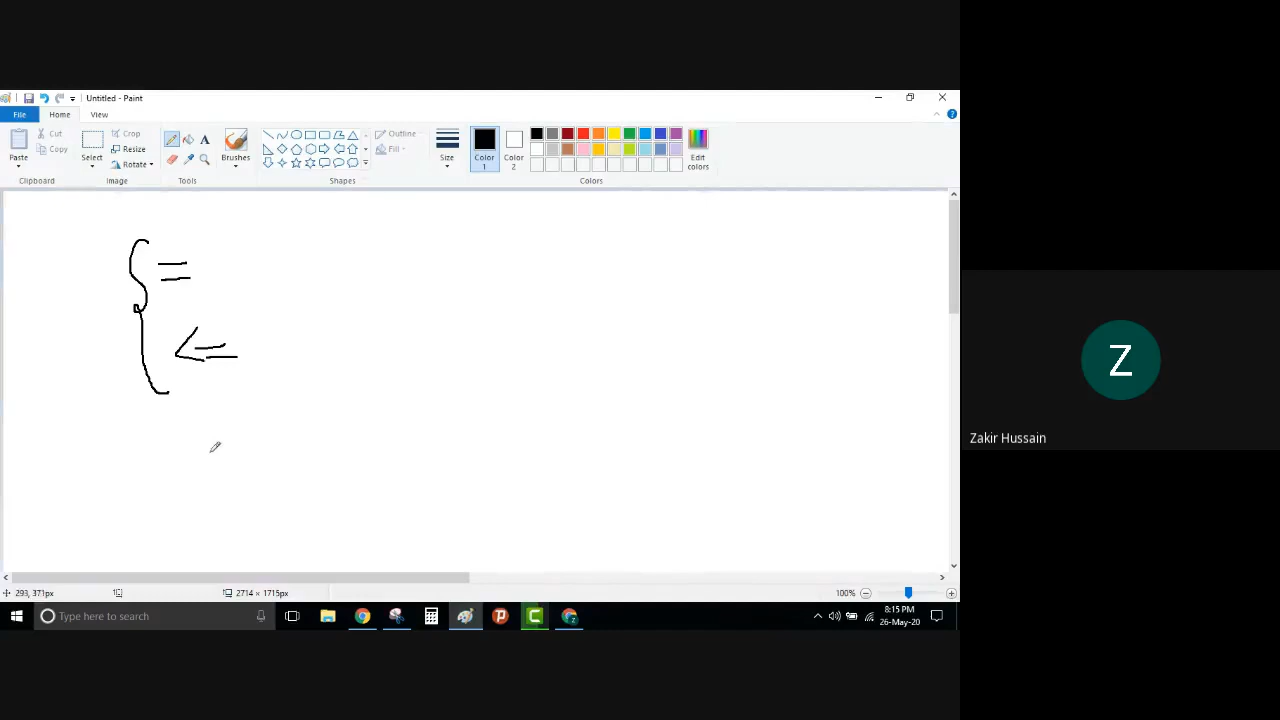 Untitled - Paint
File Home View
Paste
Cut
Copy
Clipboard
Select
Crop
Resize
Rotate
Image
A
Tools
Brushes
Outline
Fill
Shapes
Size
Color 1
Color 2
Edit colors
Colors
{ =
<=
Z
Zakir Hussain
293, 371px
2714 × 1715px
100%
Type here to search
8:15 PM
26-May-20